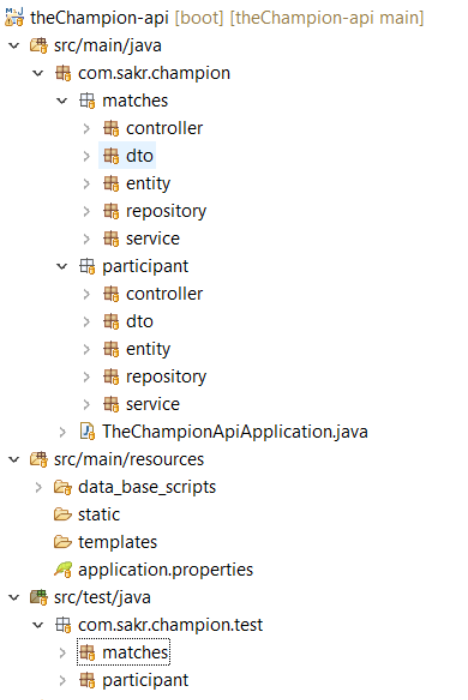 theChampion-api [boot] [theChampion-api main]
src/main/java
com.sakr.champion
matches
controller
dto
entity
repository
service
participant
controller
dto
entity
repository
service
TheChampionApiApplication.java
src/main/resources
data_base_scripts
static
templates
application.properties
src/test/java
com.sakr.champion.test
matches
participant